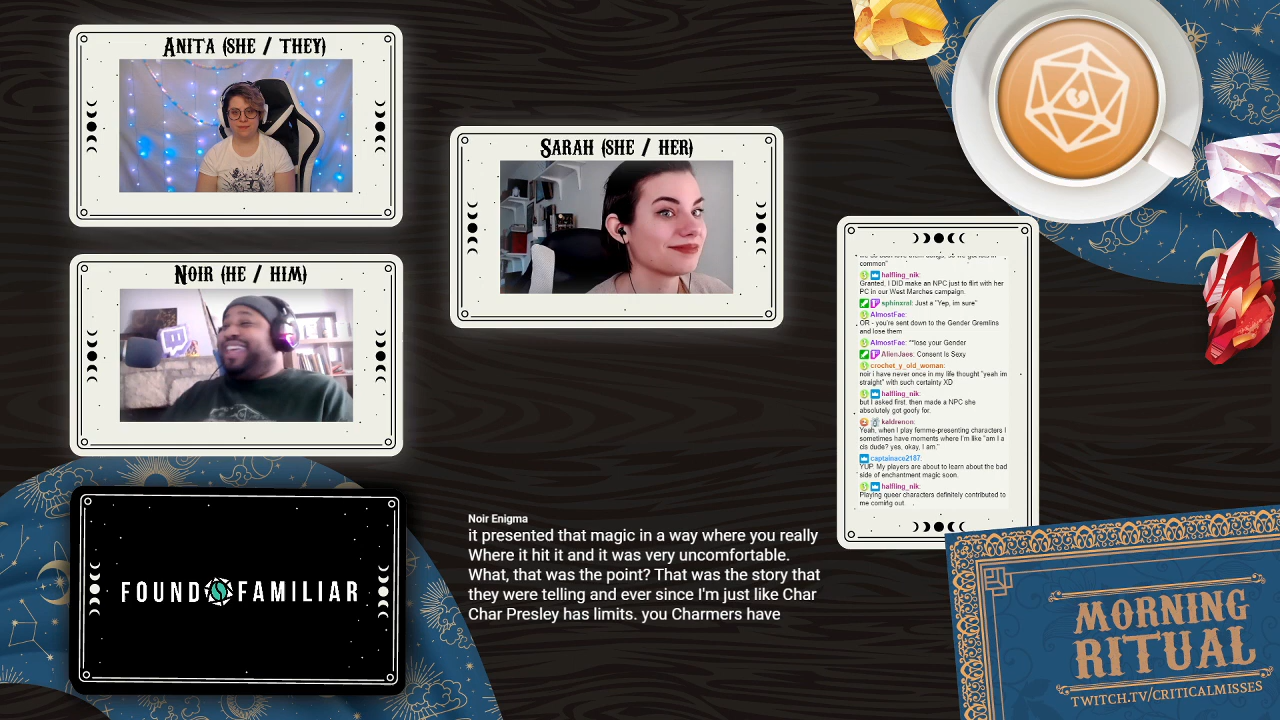 ANITA (SHE / THEY)
NOIR (HE / HIM)
FOUND FAMILIAR
SARAH (SHE / HER)
Noir Enigma
it presented that magic in a way where you really
Where it hit it and it was very uncomfortable.
What, that was the point? That was the story that
they were telling and ever since I'm just like Char
Char Presley has limits. you Charmers have
common"
halfling_nik:
Granted, I DID make an NPC just to flirt with her
PC in our West Marches campaign.
sphinxral: Just a "Yep, im sure"
AlmostFae:
OR - you're sent down to the Gender Gremlins
and lose them
AlmostFae: **lose your Gender
AlienJaes: Consent Is Sexy
crochet_y_old_woman:
noir i have never once in my life thought "yeah im
straight" with such certainty XD
halfling_nik:
but I asked first, then made a NPC she
absolutely got goofy for.
kaldrenon:
Yeah, when I play femme-presenting characters I
sometimes have moments where I'm like "am I a
cis dude? yes, okay, I am."
captainace2187:
YUP. My players are about to learn about the bad
side of enchantment magic soon.
halfling_nik:
Playing queer characters definitely contributed to
me coming out
MORNING
RITUAL
TWITCH.TV/CRITICALMISSES